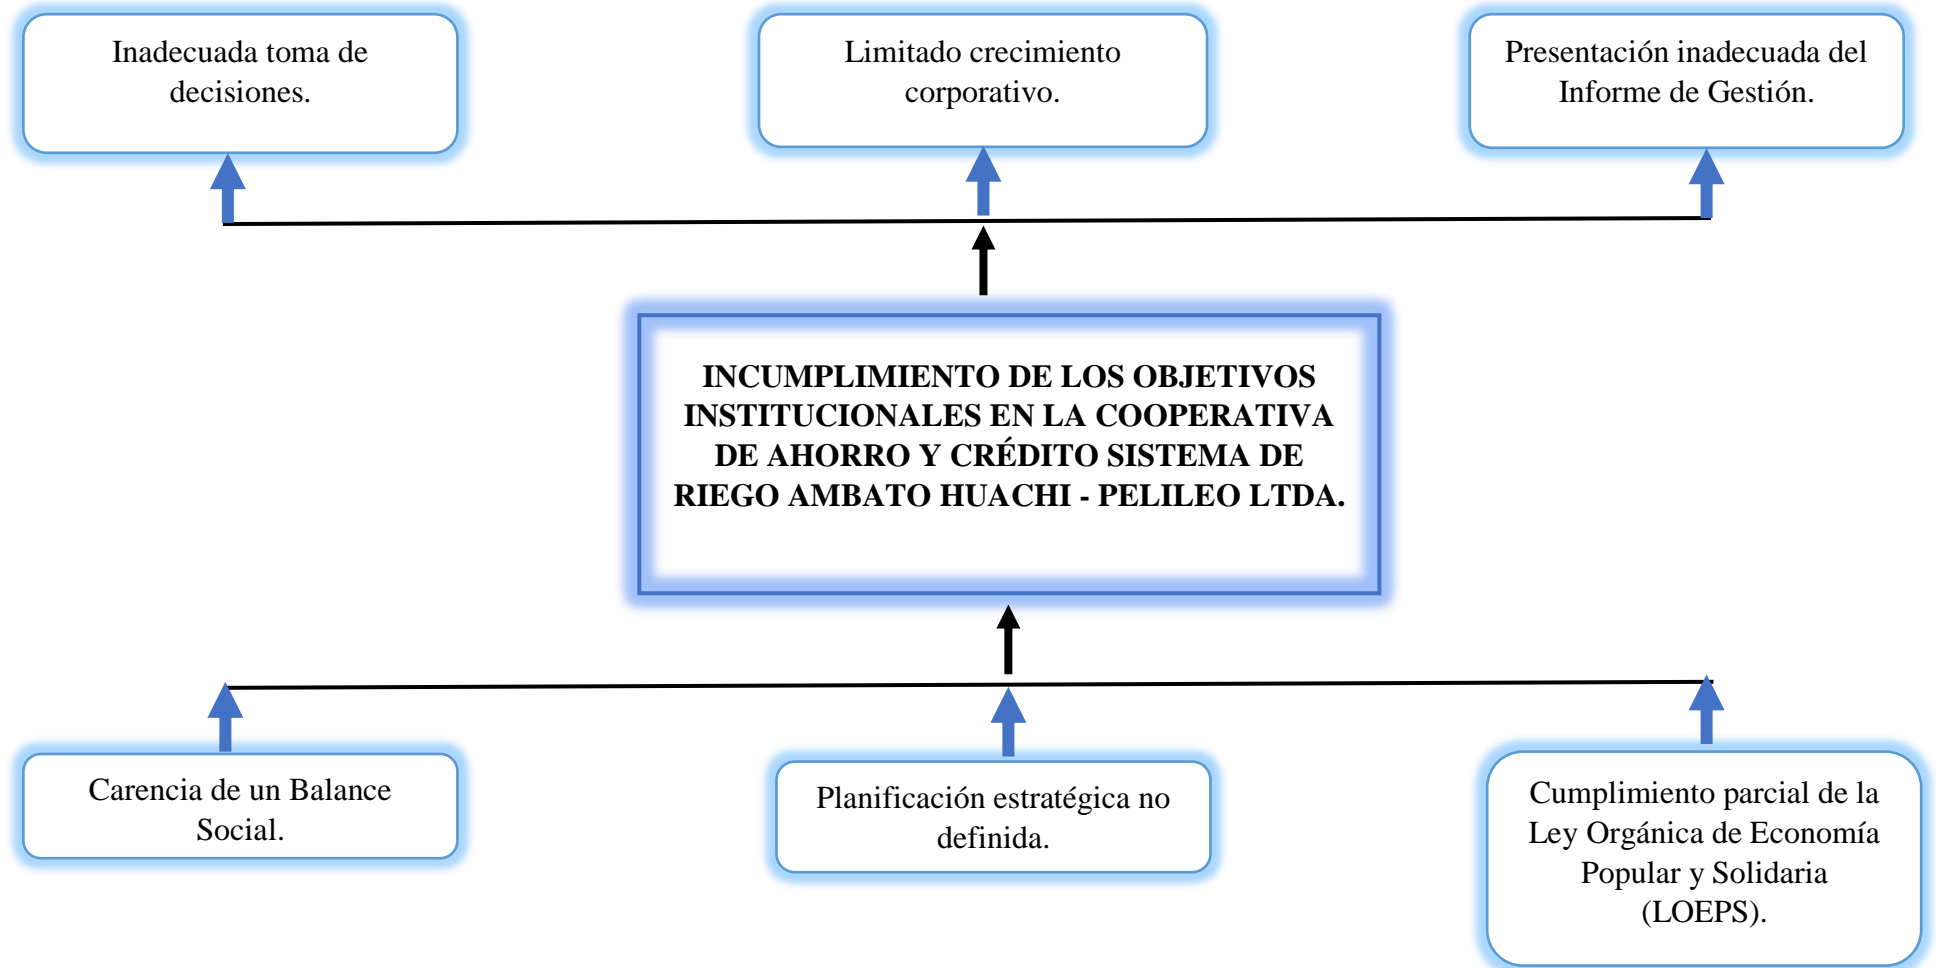 Inadecuada toma de
decisiones.
Limitado crecimiento
corporativo.
Presentación inadecuada del
Informe de Gestión.
INCUMPLIMIENTO DE LOS OBJETIVOS
INSTITUCIONALES EN LA COOPERATIVA
DE AHORRO Y CRÉDITO SISTEMA DE
RIEGO AMBATO HUACHI - PELILEO LTDA.
Carencia de un Balance
Social.
Planificación estratégica no
definida.
Cumplimiento parcial de la
Ley Orgánica de Economía
Popular y Solidaria
(LOEPS).